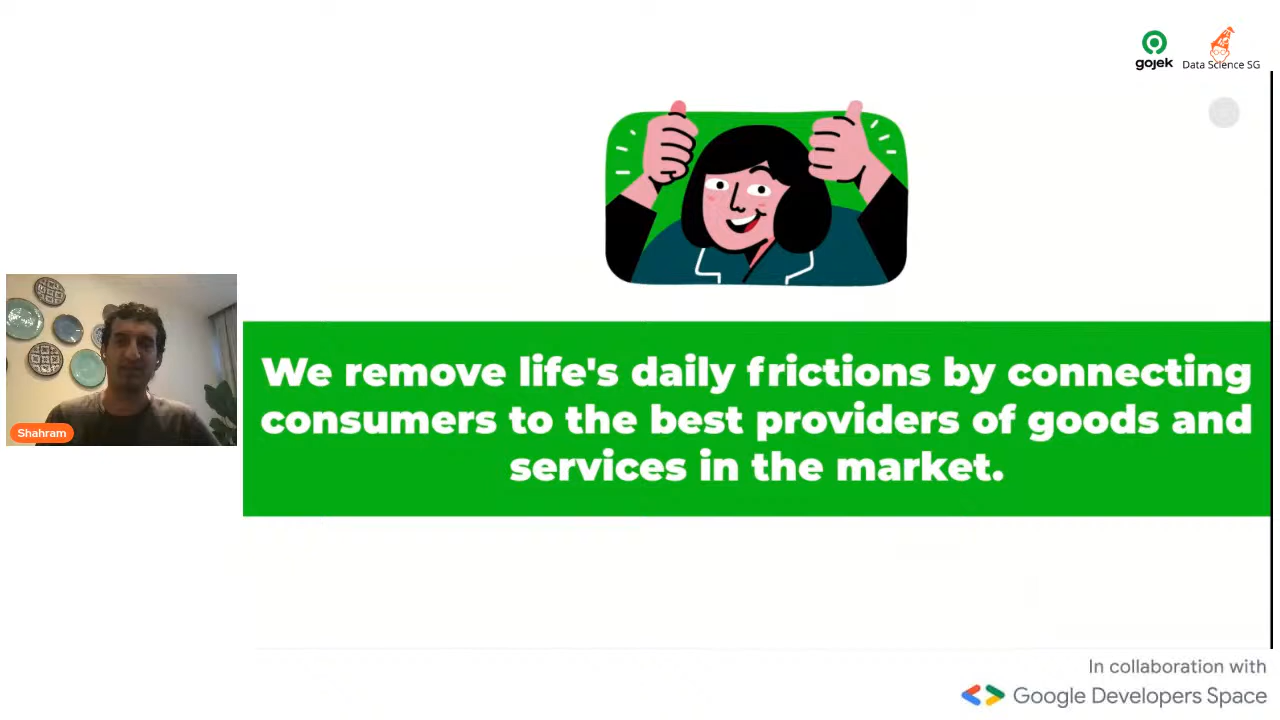 gojek
Data Science SG
Shahram
We remove life's daily frictions by connecting
consumers to the best providers of goods and
services in the market.
In collaboration with
Google Developers Space